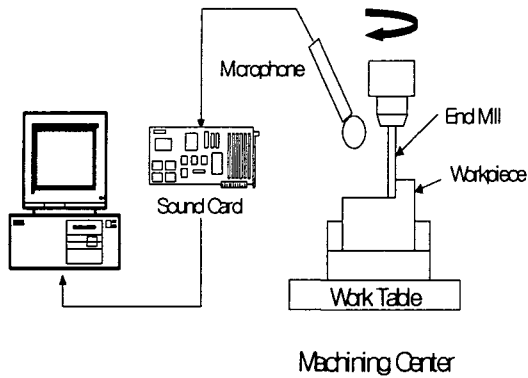 Microphone
End Mill
Workpiece
Sound Card
Work Table
Machining Center